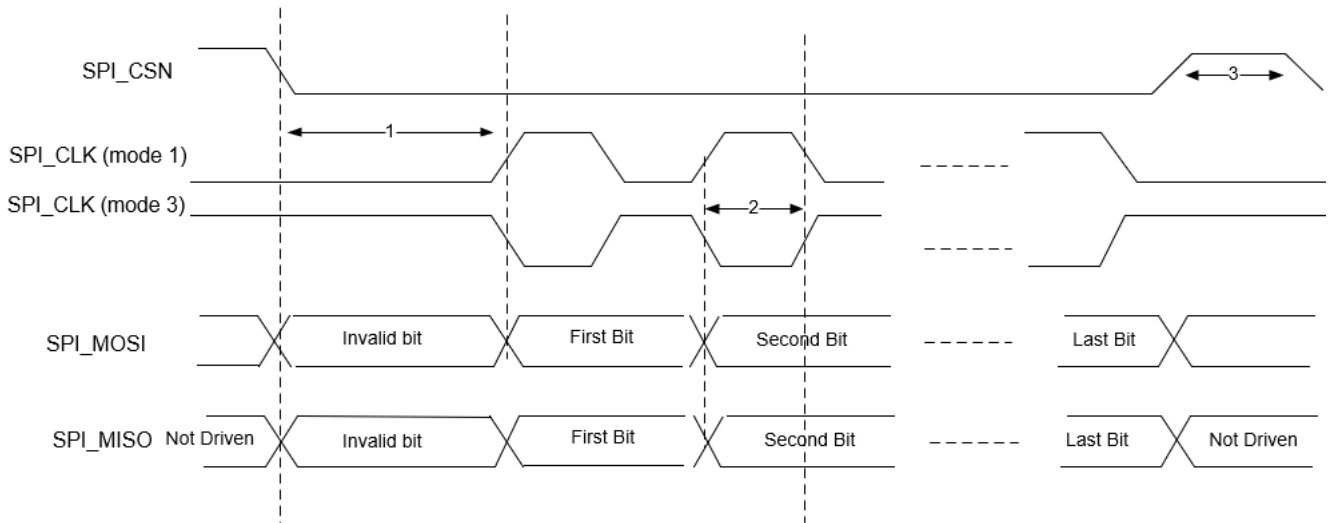 SPI_CSN
3
1
SPI_CLK (mode 1)
SPI_CLK (mode 3)
2
SPI_MOSI
Invalid bit
First Bit
Second Bit
Last Bit
SPI_MISO
Not Driven
Invalid bit
First Bit
Second Bit
Last Bit
Not Driven